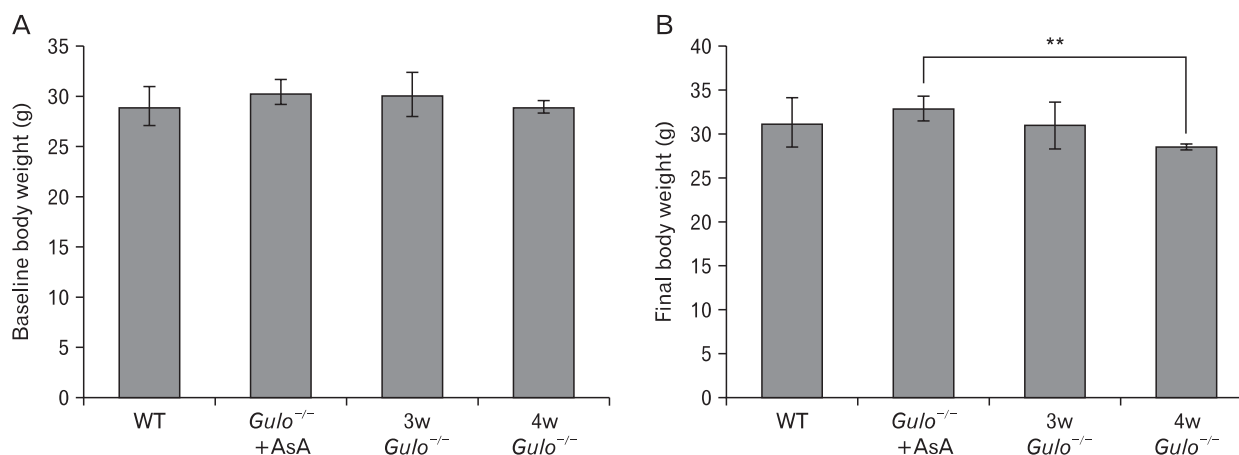 A
Baseline body weight (g)
35
30
25
20
15
10
5
0
WT
Gulo⁻/⁻
+AsA
3w
Gulo⁻/⁻
4w
Gulo⁻/⁻
B
Final body weight (g)
40
35
30
25
20
15
10
5
0
**
WT
Gulo⁻/⁻
+AsA
3w
Gulo⁻/⁻
4w
Gulo⁻/⁻